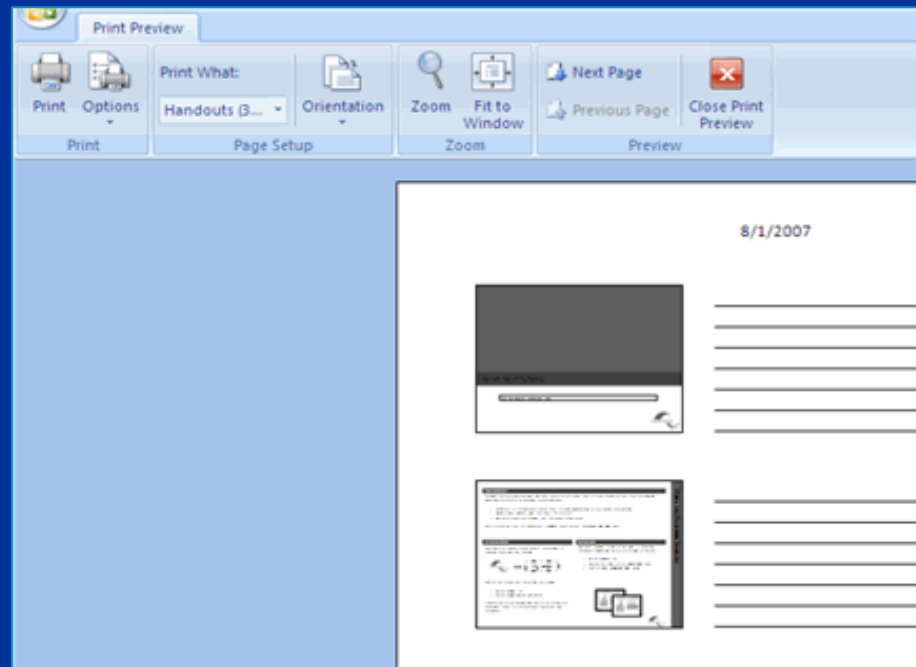 Print Preview
Print
Options
Print What:
Handouts (3...
Orientation
Zoom
Fit to
Window
Next Page
Previous Page
Close Print
Preview
Print
Page Setup
Zoom
Preview
8/1/2007